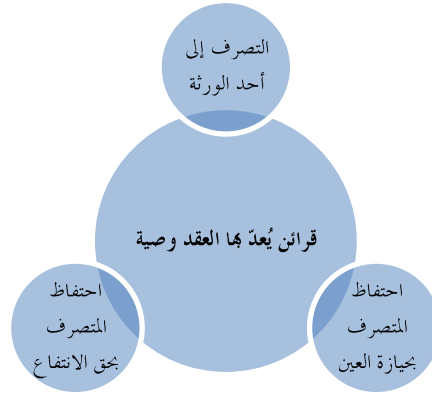 التصرف إلى
أحد الورثة
قرائن يُعدّ بها العقد وصية
احتفاظ
المتصرف
بحيازة العين
احتفاظ
المتصرف
بحق الانتفاع